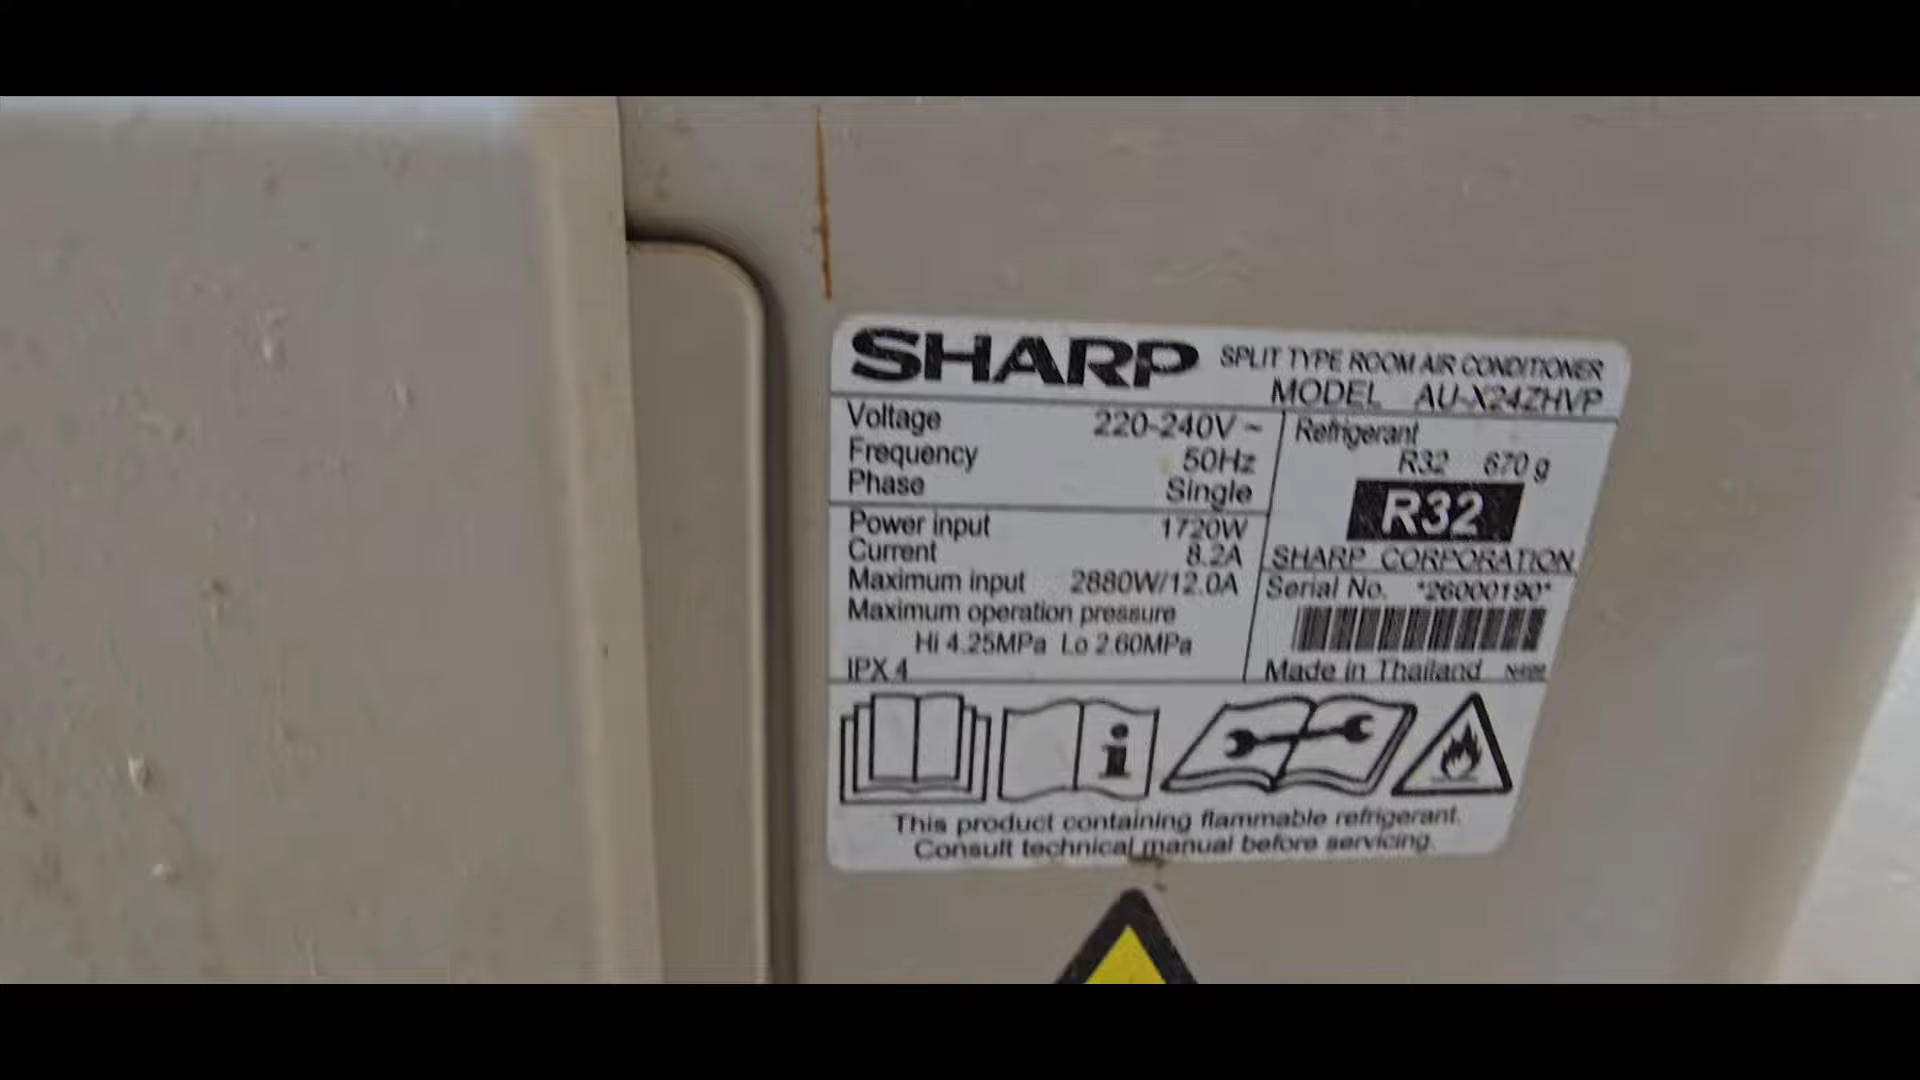 SHARP SPLIT TYPE ROOM AIR CONDITIONER
MODEL AU-X24ZHVP
Voltage 220-240V ~
Frequency 50Hz
Phase Single
Refrigerant
R32 670 g
R32
Power input 1720W
Current 8.2A
Maximum input 2880W/12.0A
Maximum operation pressure
Hi 4.25MPa Lo 2.60MPa
IPX 4
SHARP CORPORATION
Serial No. *26000190*
Made in Thailand
This product containing flammable refrigerant.
Consult technical manual before servicing.